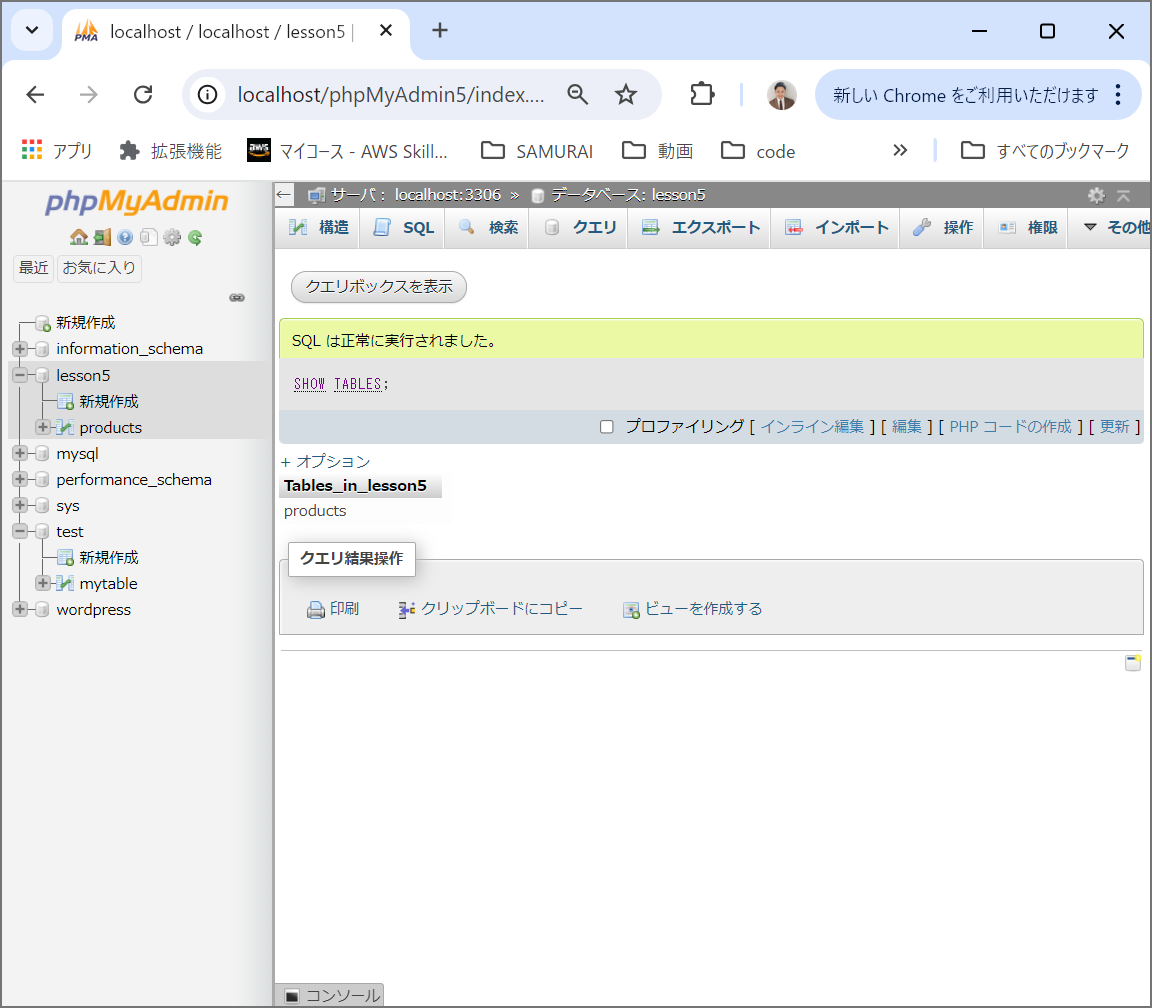 PMA localhost / localhost / lesson5 |
localhost/phpMyAdmin5/index....
新しい Chrome をご利用いただけます
アプリ 拡張機能 aws マイコース - AWS Skill... SAMURAI 動画 code すべてのブックマーク
phpMyAdmin
最近 お気に入り
新規作成
information_schema
lesson5
新規作成
products
mysql
performance_schema
sys
test
新規作成
mytable
wordpress
サーバ: localhost:3306 » データベース: lesson5
構造 SQL 検索 クエリ エクスポート インポート 操作 権限 その他
クエリボックスを表示
SQL は正常に実行されました。
SHOW TABLES;
プロファイリング [ インライン編集 ] [ 編集 ] [ PHP コードの作成 ] [ 更新 ]
+ オプション
Tables_in_lesson5
products
クエリ結果操作
印刷 クリップボードにコピー ビューを作成する
コンソール